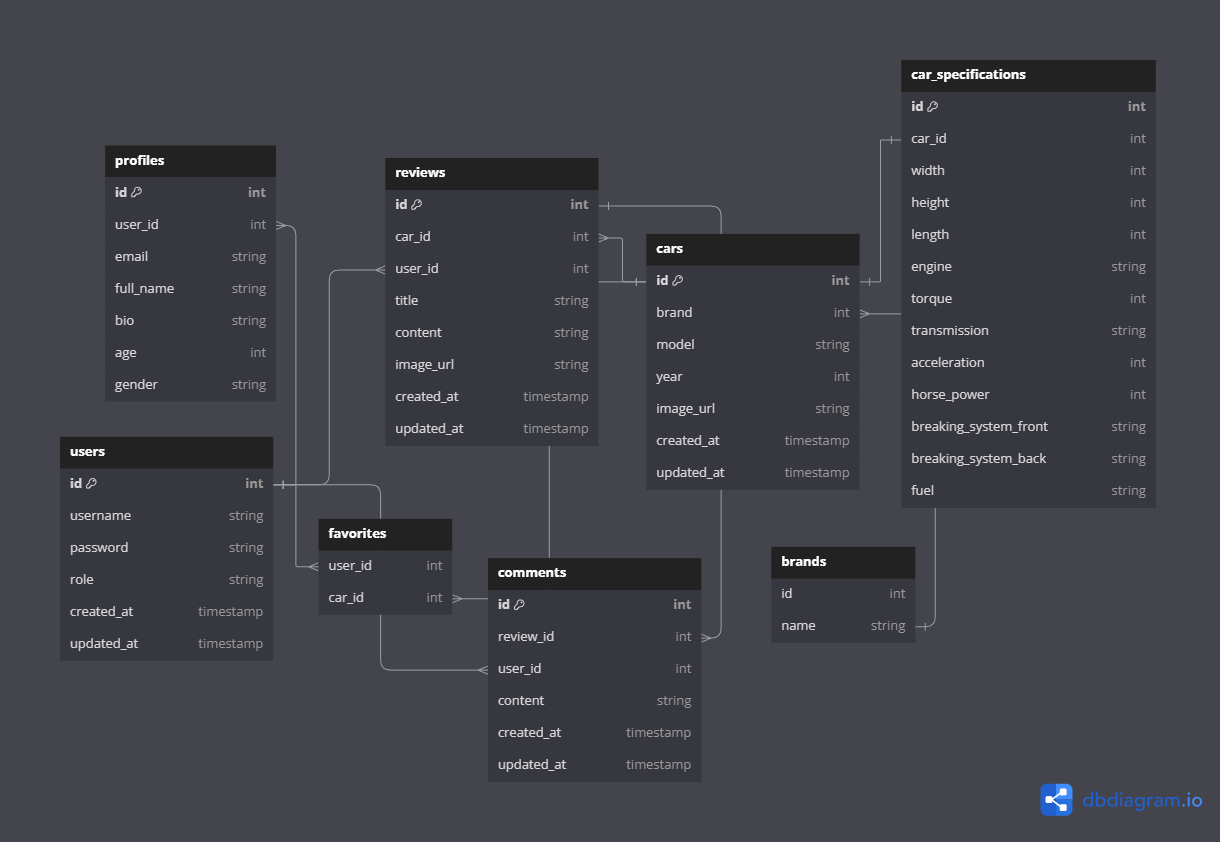 profiles
id int
user_id int
email string
full_name string
bio string
age int
gender string
users
id int
username string
password string
role string
created_at timestamp
updated_at timestamp
reviews
id int
car_id int
user_id int
title string
content string
image_url string
created_at timestamp
updated_at timestamp
favorites
user_id int
car_id int
comments
id int
review_id int
user_id int
content string
created_at timestamp
updated_at timestamp
cars
id int
brand int
model string
year int
image_url string
created_at timestamp
updated_at timestamp
car_specifications
id int
car_id int
width int
height int
length int
engine string
torque int
transmission string
acceleration int
horse_power int
breaking_system_front string
breaking_system_back string
fuel string
brands
id int
name string
dbdiagram.io